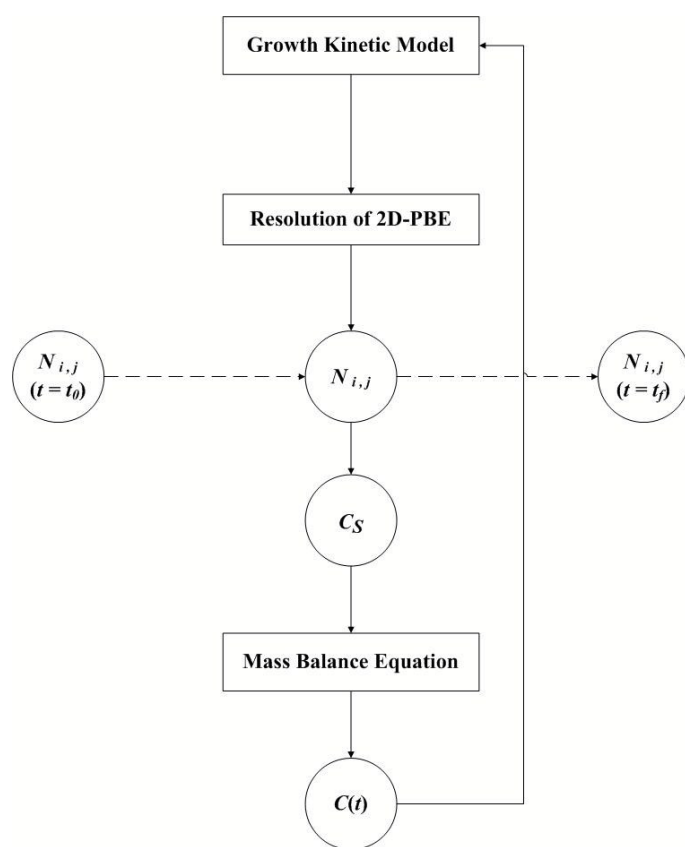 Growth Kinetic Model
Resolution of 2D-PBE
N i , j
(t = t0)
N i , j
N i , j
(t = tf)
CS
Mass Balance Equation
C(t)